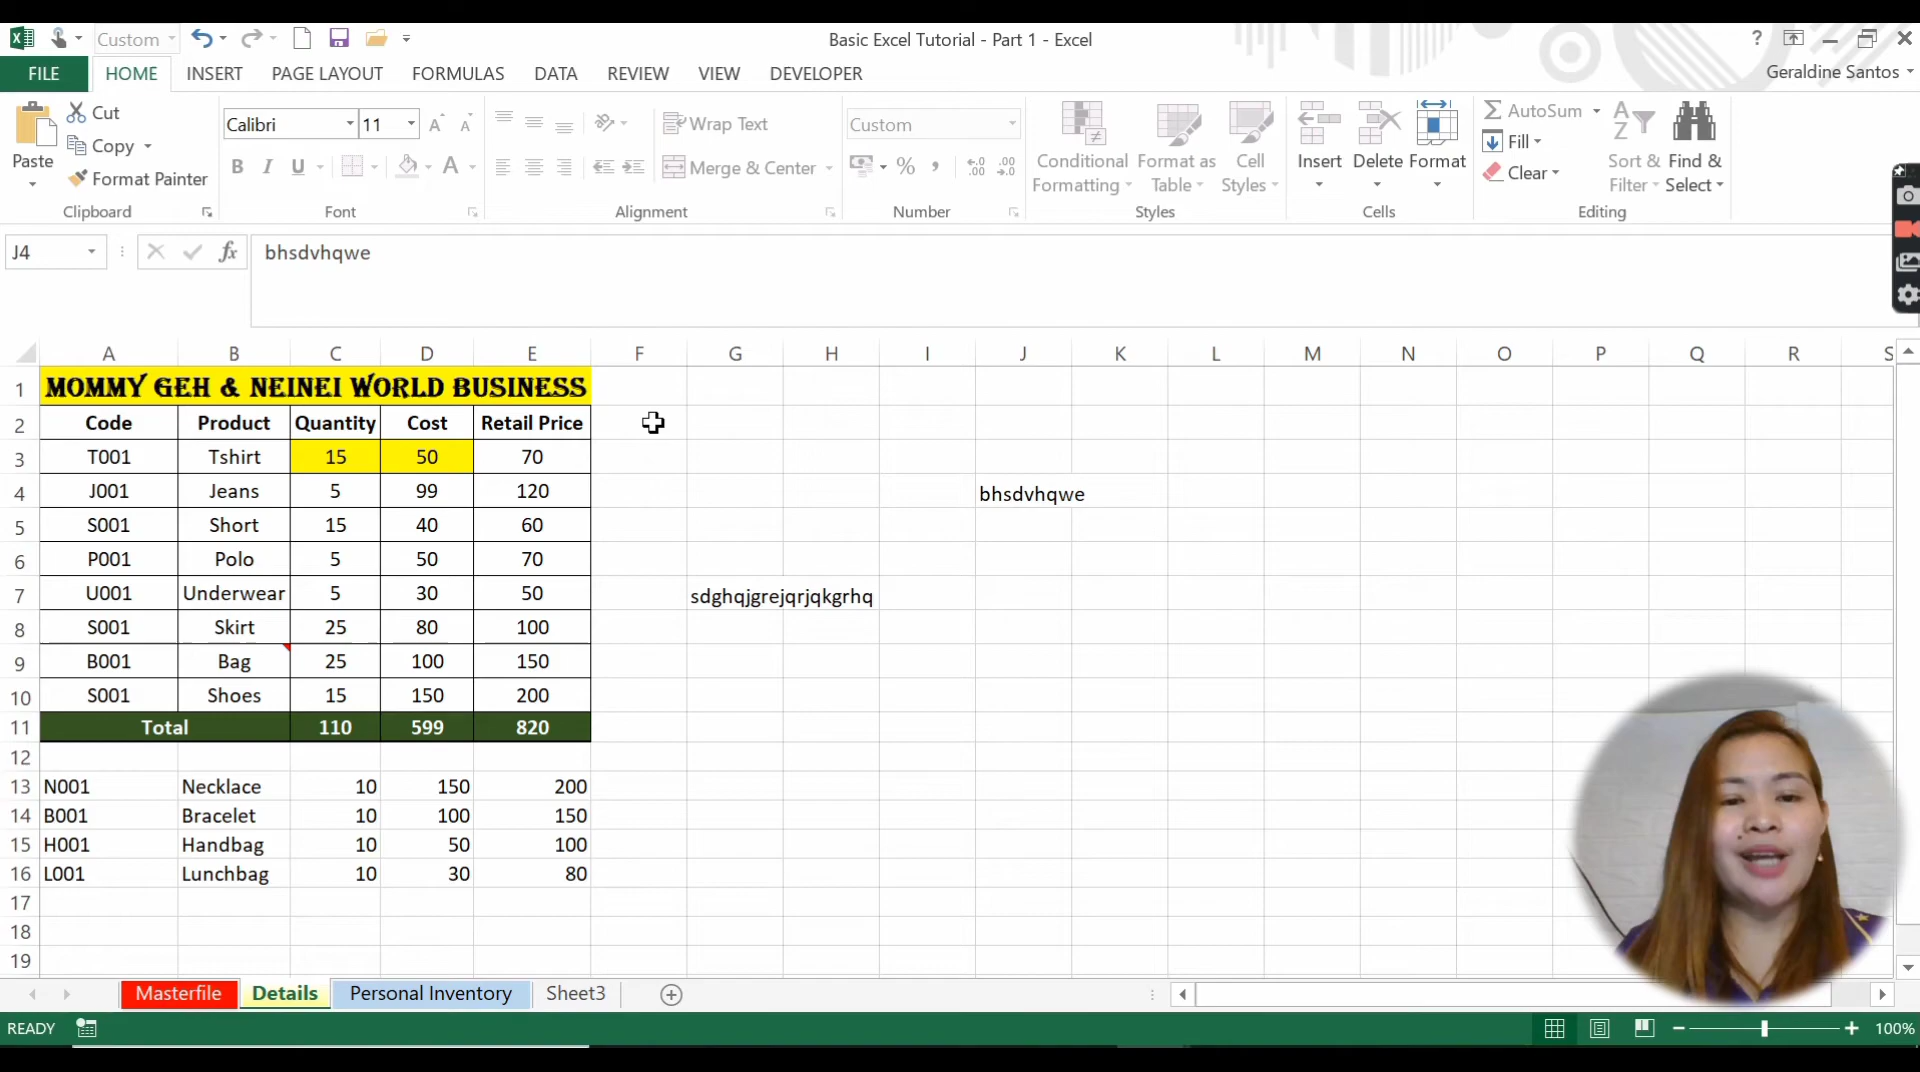 Custom
Basic Excel Tutorial - Part 1 - Excel
?
FILE HOME INSERT PAGE LAYOUT FORMULAS DATA REVIEW VIEW DEVELOPER
Geraldine Santos
Paste
Cut
Copy
Format Painter
Clipboard
Calibri 11
B I U A
Font
Wrap Text
Merge & Center
Alignment
Custom
% ,
Number
Conditional Formatting
Format as Table
Cell Styles
Styles
Insert
Delete
Format
Cells
AutoSum
Fill
Clear
Sort & Filter
Find & Select
Editing
J4
fx
bhsdvhqwe
A B C D E F G H I J K L M N O P Q R S
1 MOMMY GEH & NEINEI WORLD BUSINESS
2 Code Product Quantity Cost Retail Price
3 T001 Tshirt 15 50 70
4 J001 Jeans 5 99 120 bhsdvhqwe
5 S001 Short 15 40 60
6 P001 Polo 5 50 70
7 U001 Underwear 5 30 50 sdghqjgrejqrjqkgrhq
8 S001 Skirt 25 80 100
9 B001 Bag 25 100 150
10 S001 Shoes 15 150 200
11 Total 110 599 820
12
13 N001 Necklace 10 150 200
14 B001 Bracelet 10 100 150
15 H001 Handbag 10 50 100
16 L001 Lunchbag 10 30 80
17
18
19
Masterfile Details Personal Inventory Sheet3
READY
100%